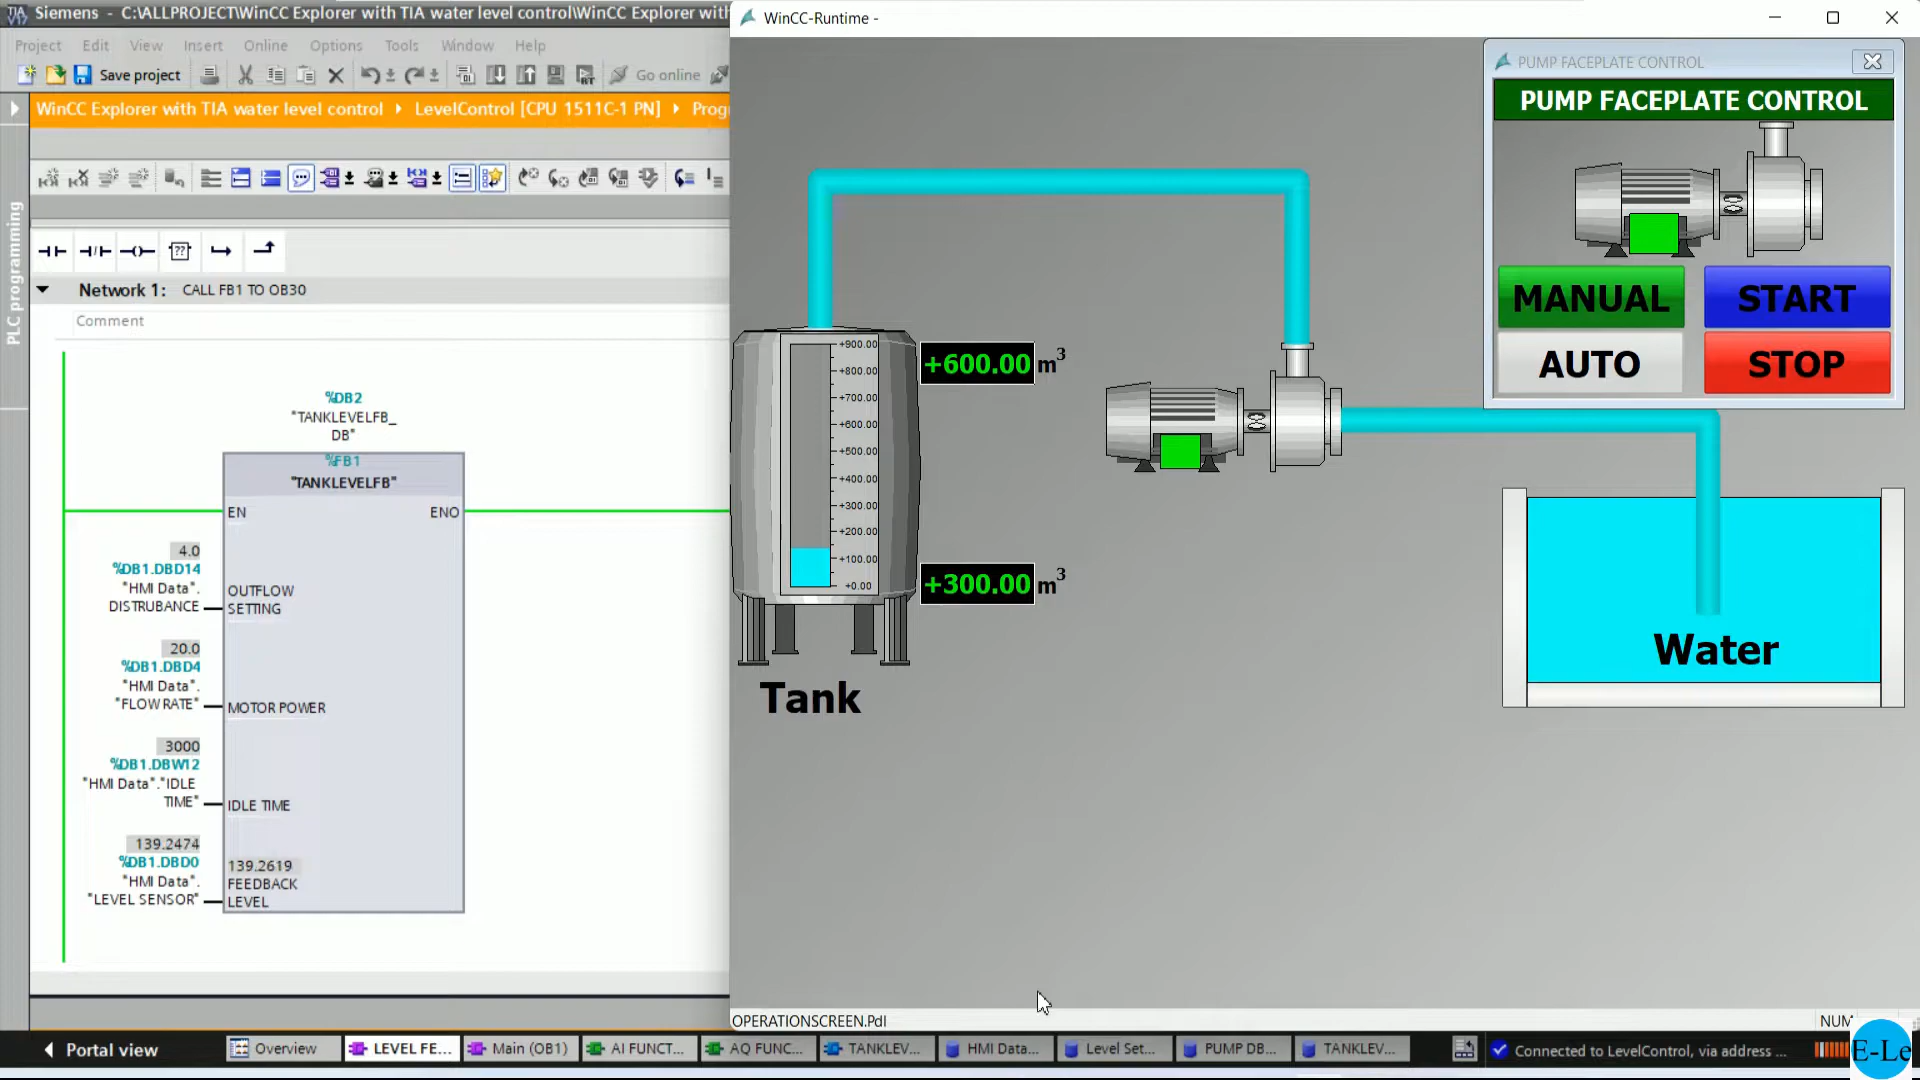 Siemens - C:\ALLPROJECT\WinCC Explorer with TIA water level control\WinCC Explorer with
Project Edit View Insert Online Options Tools Window Help
Save project Go online
WinCC Explorer with TIA water level control LevelControl [CPU 1511C-1 PN] Prog
PLC programming
Network 1: CALL FB1 TO OB30
Comment
%DB2
"TANKLEVELFB_
DB"
%FB1
"TANKLEVELFB"
EN ENO
4.0
%DB1.DBD14
"HMI Data".
DISTRUBANCE
OUTFLOW
SETTING
20.0
%DB1.DBD4
"HMI Data".
"FLOW RATE"
MOTOR POWER
3000
%DB1.DBW12
"HMI Data"."IDLE
TIME"
IDLE TIME
139.2474
%DB1.DBD0
"HMI Data".
"LEVEL SENSOR"
139.2619
FEEDBACK
LEVEL
WinCC-Runtime -
+900.00
+800.00
+700.00
+600.00
+500.00
+400.00
+300.00
+200.00
+100.00
+0.00
+600.00 m3
+300.00 m3
Tank
PUMP FACEPLATE CONTROL
PUMP FACEPLATE CONTROL
MANUAL START
AUTO STOP
Water
OPERATIONSCREEN.Pdl
NUM
Portal view Overview LEVEL FE... Main (OB1) AI FUNCT... AQ FUNC... TANKLEV... HMI Data... Level Set... PUMP DB... TANKLEV... Connected to LevelControl, via address ...
E-Le